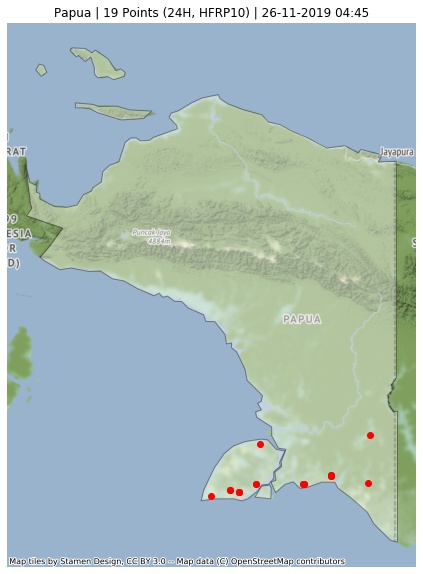 Papua | 19 Points (24H, HFRP10) | 26-11-2019 04:45
Jayapura
RAT
99
ESIA
R
D)
Puncak Jaya
4884m
S
PAPUA
Map tiles by Stamen Design, CC BY 3.0 -- Map data (C) OpenStreetMap contributors